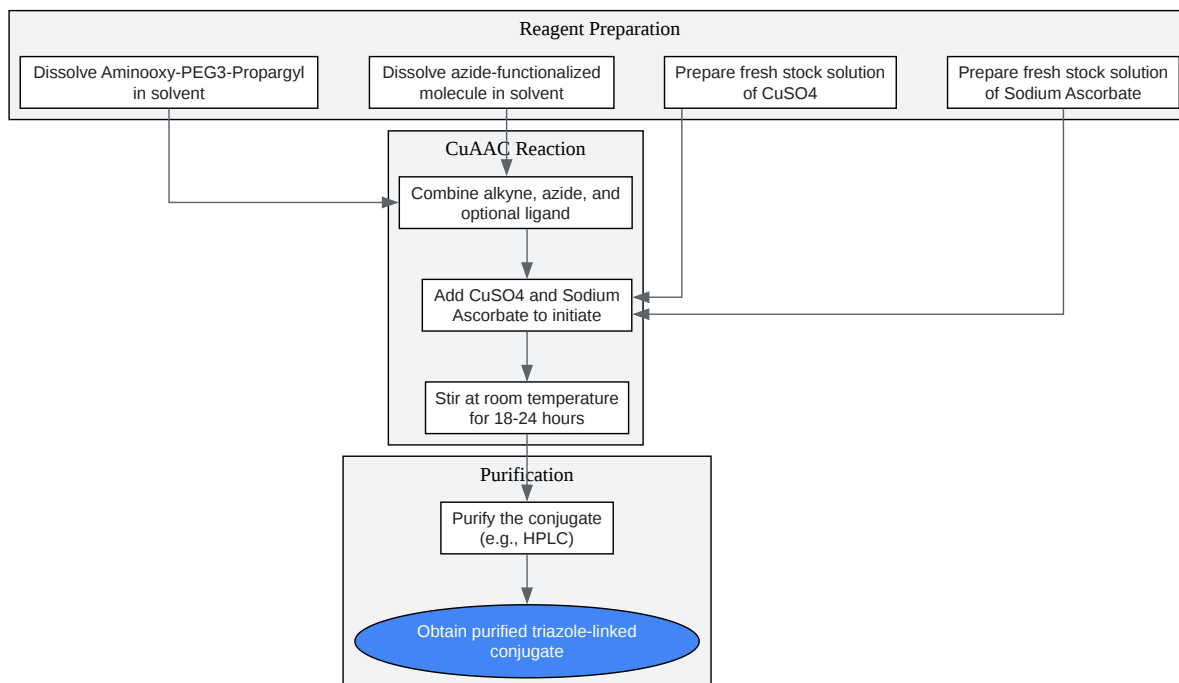 Reagent Preparation
Dissolve Aminooxy-PEG3-Propargyl
in solvent
Dissolve azide-functionalized
molecule in solvent
Prepare fresh stock solution
of CuSO4
Prepare fresh stock solution
of Sodium Ascorbate
CuAAC Reaction
Combine alkyne, azide, and
optional ligand
Add CuSO4 and Sodium
Ascorbate to initiate
Stir at room temperature
for 18-24 hours
Purification
Purify the conjugate
(e.g., HPLC)
Obtain purified triazole-linked
conjugate